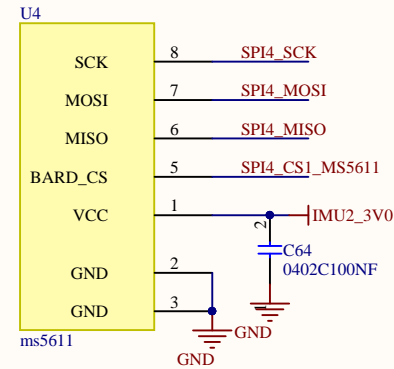 U4
SCK 8 SPI4_SCK
MOSI 7 SPI4_MOSI
MISO 6 SPI4_MISO
BARD_CS 5 SPI4_CS1_MS5611
VCC 1 IMU2_3V0
2
C64
0402C100NF
GND 2
GND 3
1
GND
ms5611
GND